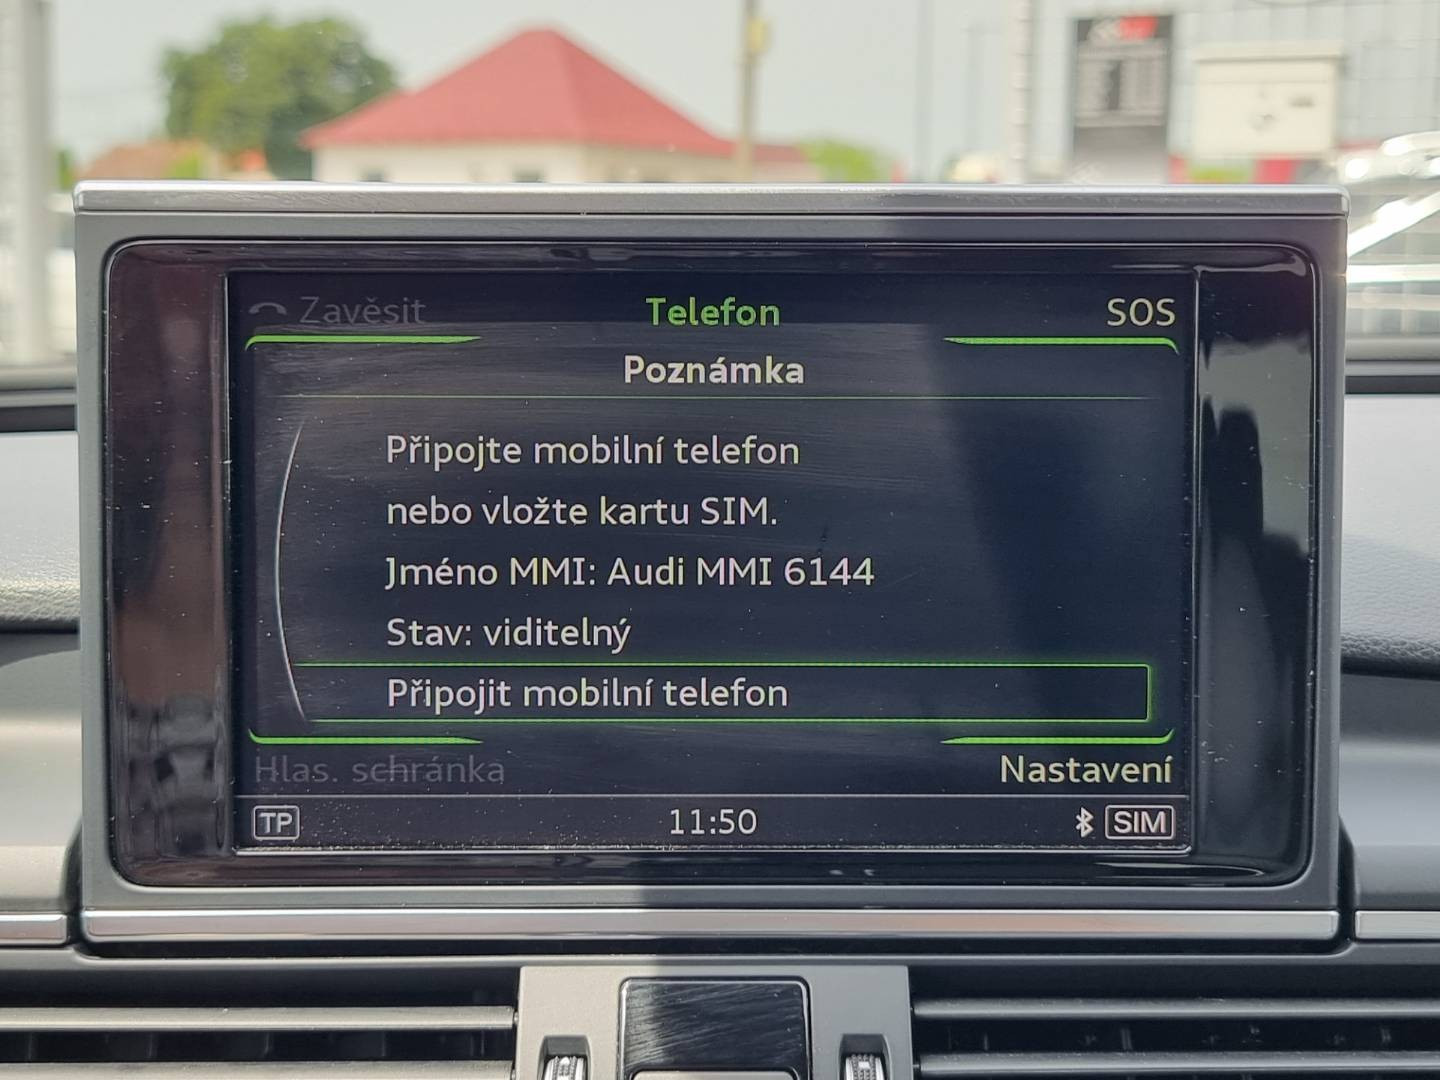 Zavěsit Telefon SOS
Poznámka
Připojte mobilní telefon
nebo vložte kartu SIM.
Jméno MMI: Audi MMI 6144
Stav: viditelný
Připojit mobilní telefon
Hlas. schránka Nastavení
TP 11:50 SIM